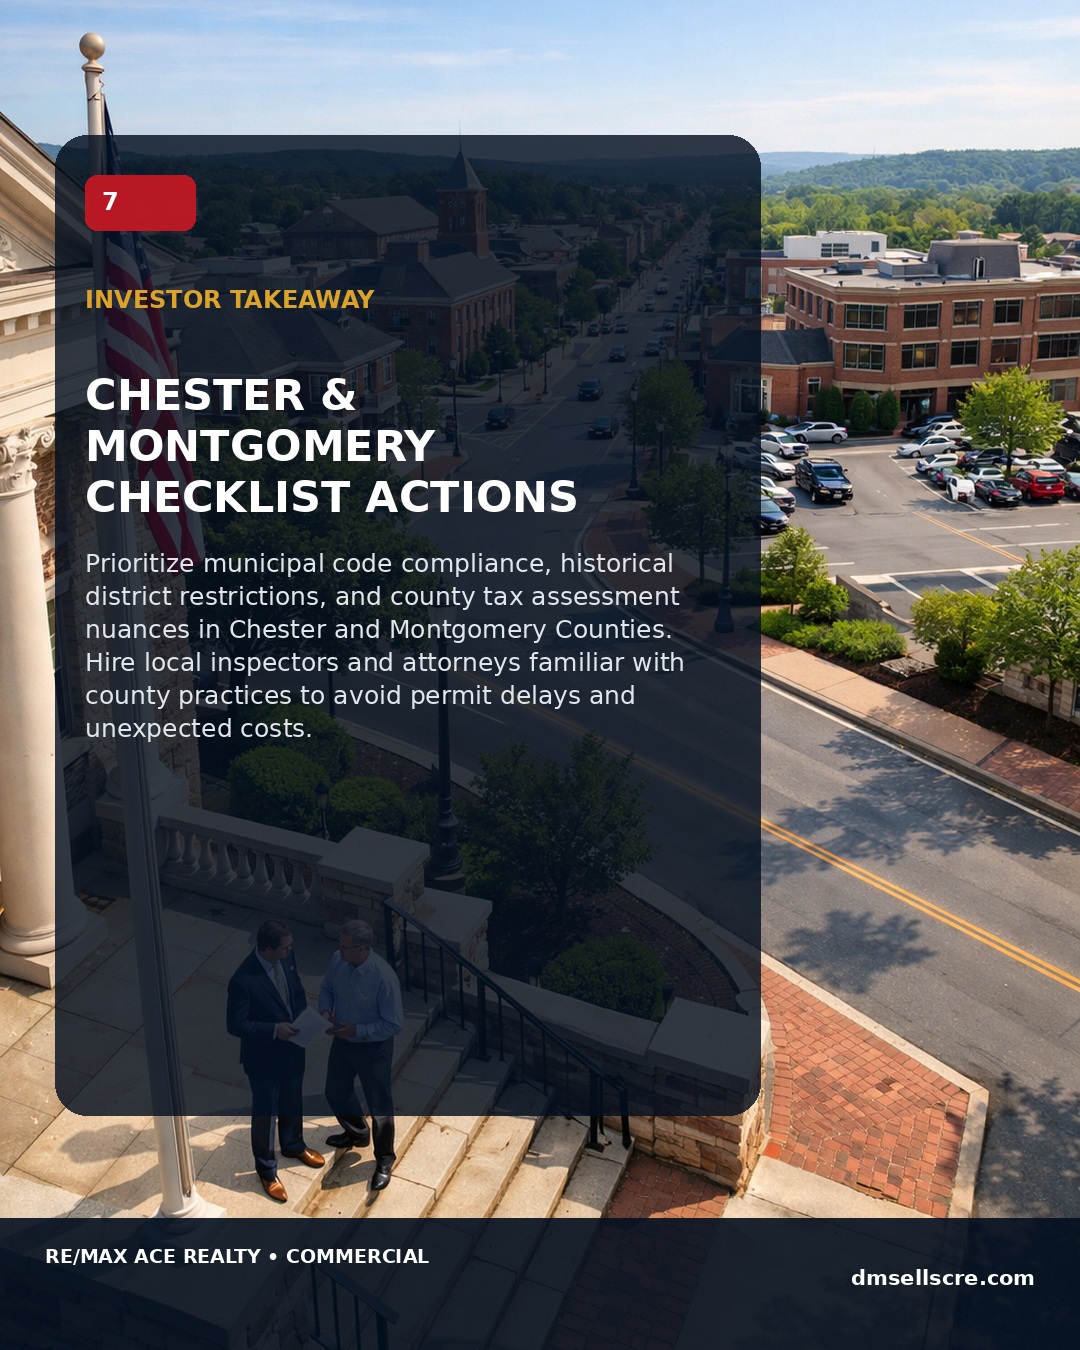 7
INVESTOR TAKEAWAY
CHESTER &
MONTGOMERY
CHECKLIST ACTIONS
Prioritize municipal code compliance, historical
district restrictions, and county tax assessment
nuances in Chester and Montgomery Counties.
Hire local inspectors and attorneys familiar with
county practices to avoid permit delays and
unexpected costs.
RE/MAX ACE REALTY • COMMERCIAL
dmsellscre.com